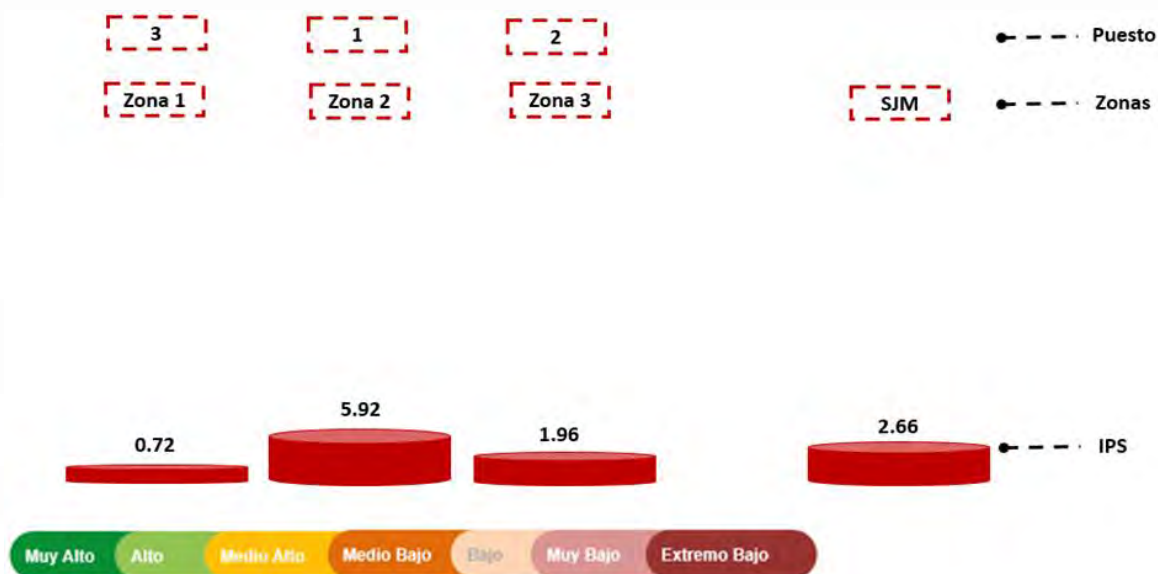 3 1 2 Puesto
Zona 1 Zona 2 Zona 3 SJM Zonas
5.92
0.72 1.96 2.66 IPS
Muy Alto Alto Medio Alto Medio Bajo Bajo Muy Bajo Extremo Bajo